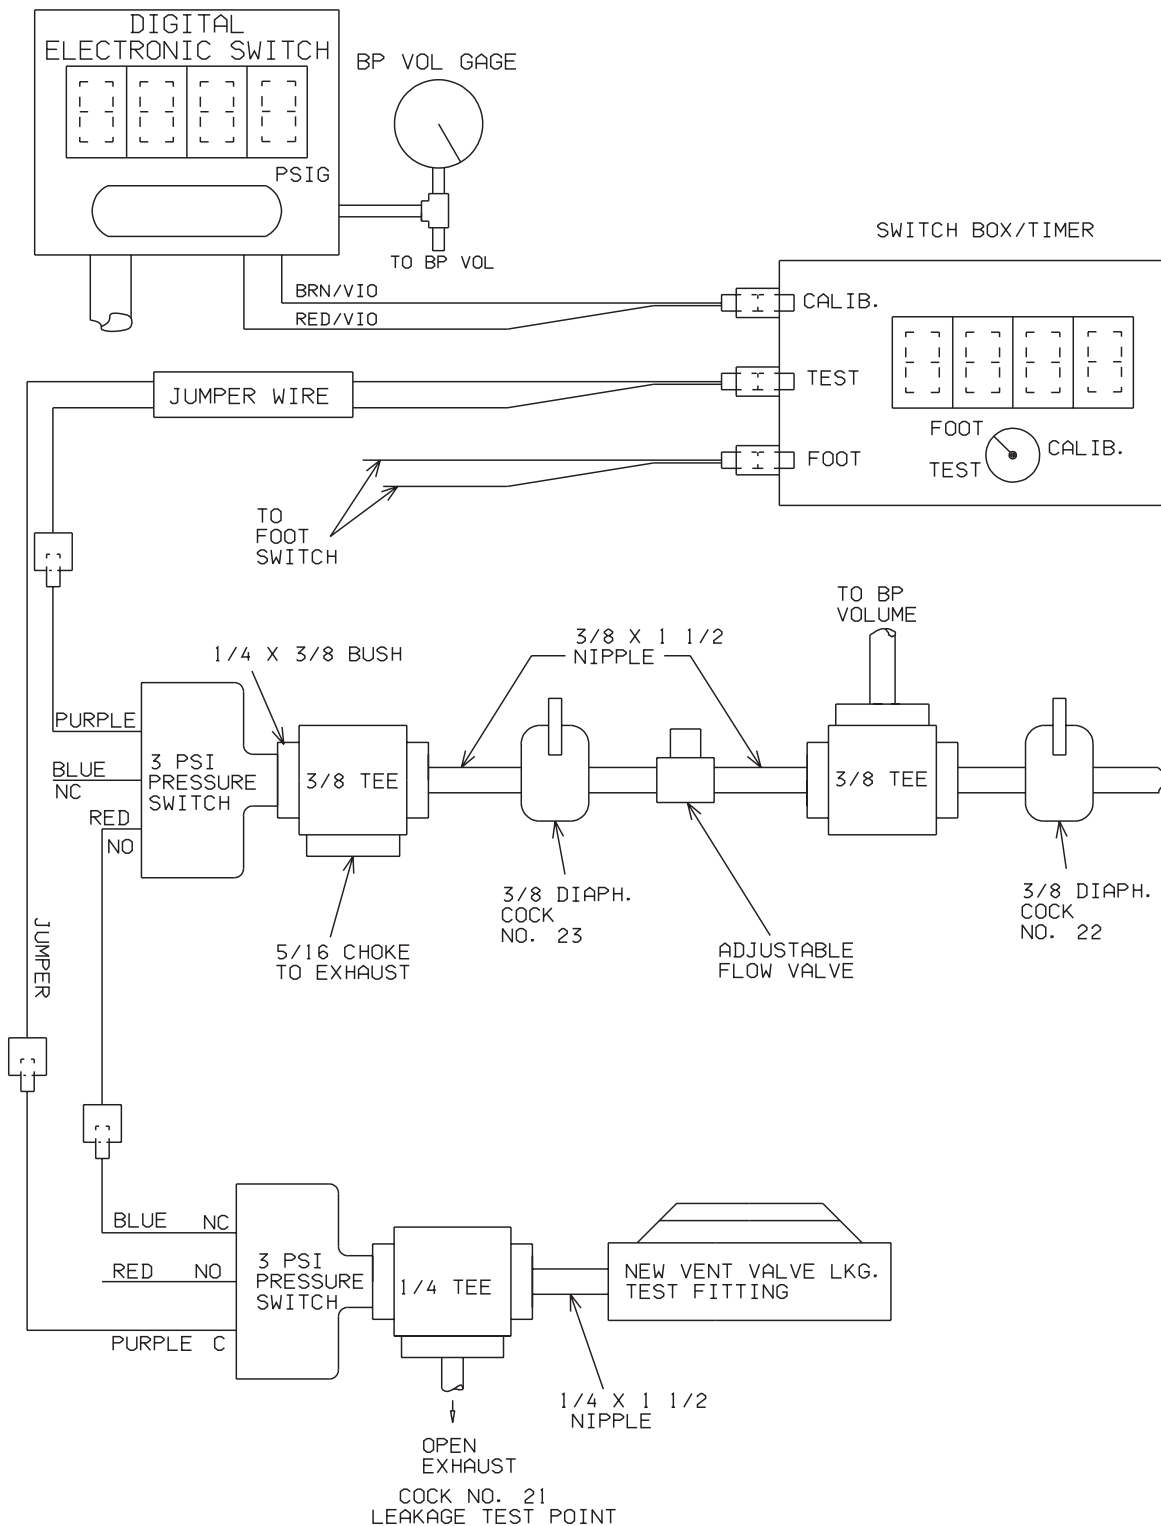 DIGITAL
ELECTRONIC SWITCH
PSIG
BP VOL GAGE
TO BP VOL
BRN/VIO
RED/VIO
SWITCH BOX/TIMER
CALIB.
TEST
FOOT
FOOT
CALIB.
TEST
JUMPER WIRE
TO
FOOT
SWITCH
TO BP
VOLUME
1/4 X 3/8 BUSH
3/8 X 1 1/2
NIPPLE
PURPLE
BLUE
NC
RED
NO
3 PSI
PRESSURE
SWITCH
3/8 TEE
3/8 TEE
5/16 CHOKE
TO EXHAUST
3/8 DIAPH.
COCK
NO. 23
ADJUSTABLE
FLOW VALVE
3/8 DIAPH.
COCK
NO. 22
JUMPER
BLUE NC
RED NO
PURPLE C
3 PSI
PRESSURE
SWITCH
1/4 TEE
NEW VENT VALVE LKG.
TEST FITTING
1/4 X 1 1/2
NIPPLE
OPEN
EXHAUST
COCK NO. 21
LEAKAGE TEST POINT